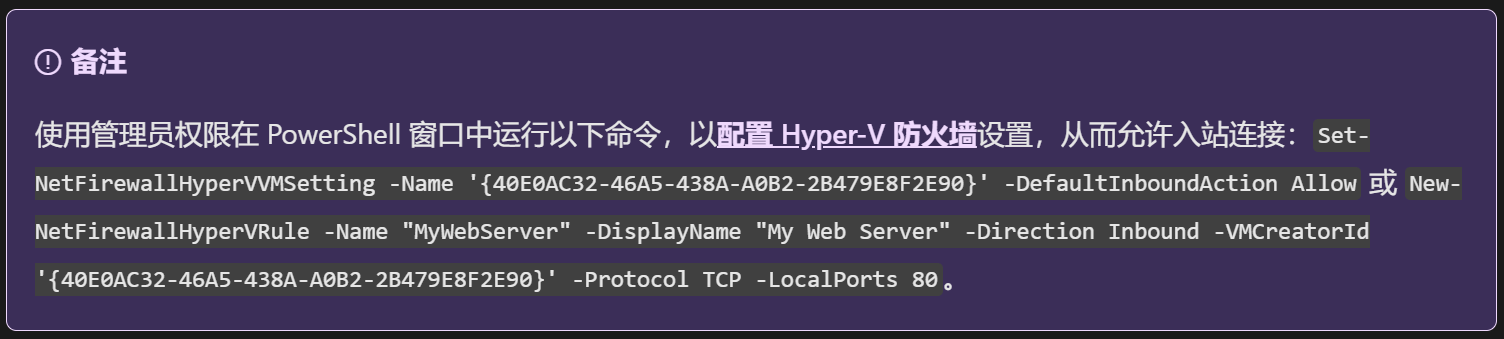 备注
使用管理员权限在 PowerShell 窗口中运行以下命令，以配置 Hyper-V 防火墙设置，从而允许入站连接：Set-
NetFirewallHyperVVMSetting -Name '{40E0AC32-46A5-438A-A0B2-2B479E8F2E90}' -DefaultInboundAction Allow 或 New-
NetFirewallHyperVRule -Name "MyWebServer" -DisplayName "My Web Server" -Direction Inbound -VMCreatorId
'{40E0AC32-46A5-438A-A0B2-2B479E8F2E90}' -Protocol TCP -LocalPorts 80。